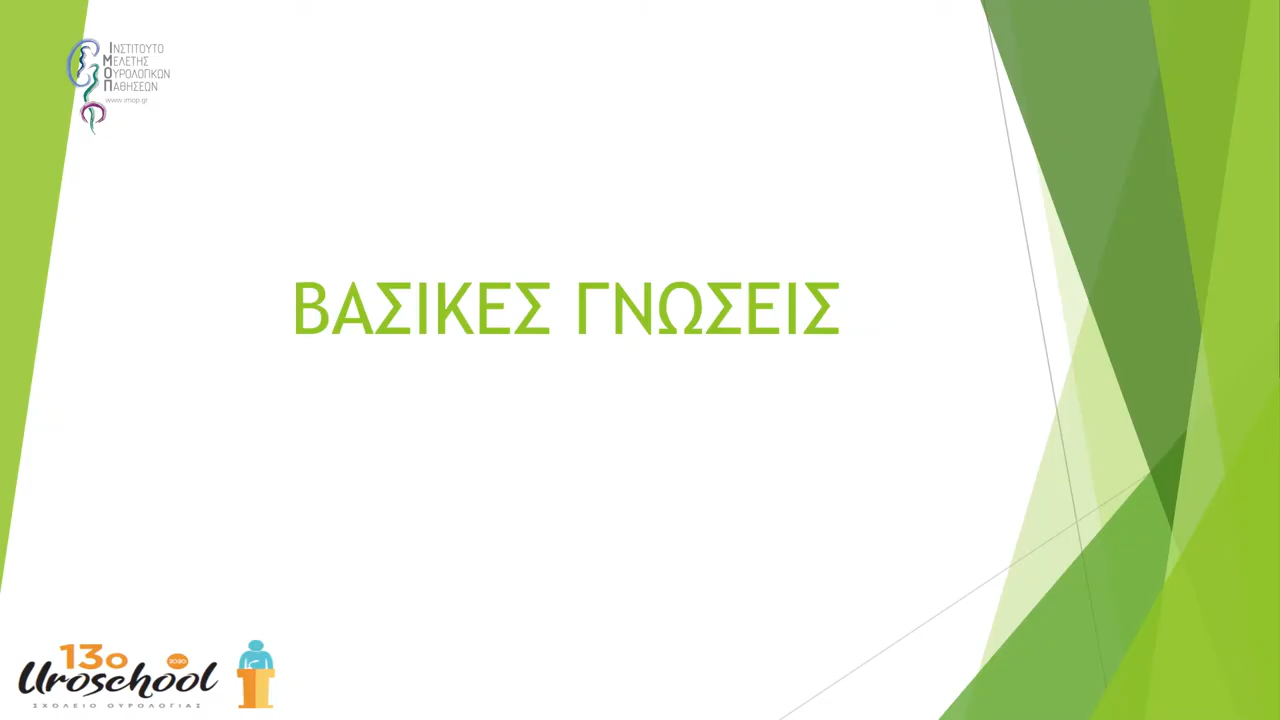 ΙΝΣΤΙΤΟΥΤΟ
ΜΕΛΕΤΗΣ
ΟΥΡΟΛΟΓΙΚΩΝ
ΠΑΘΗΣΕΩΝ
www.imop.gr
ΒΑΣΙΚΕΣ ΓΝΩΣΕΙΣ
13ο
2020
Uroschool
ΣΧΟΛΕΙΟ ΟΥΡΟΛΟΓΙΑΣ